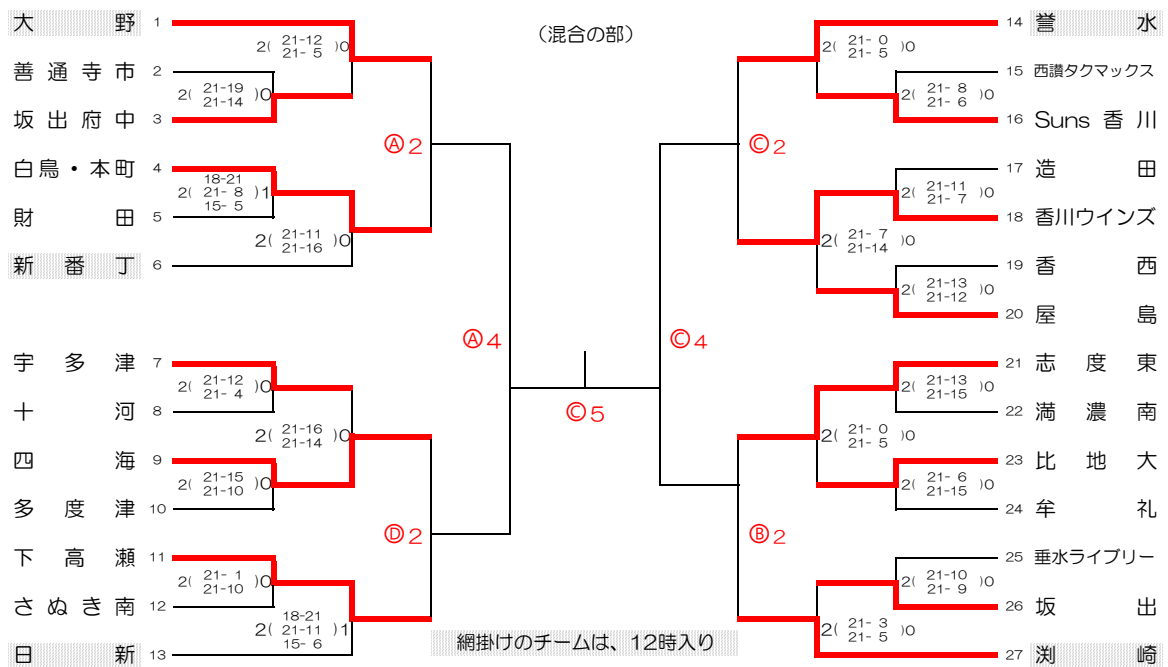 （混合の部）
大野 1
2( 21-12 )0
21- 5
善通寺市 2
2( 21-19 )0
21-14
坂出府中 3
Ⓐ2
白鳥・本町 4
18-21
2( 21- 8 )1
15- 5
財田 5
2( 21-11 )0
21-16
新番丁 6
Ⓐ4
宇多津 7
2( 21-12 )0
21- 4
十河 8
2( 21-16 )0
21-14
四海 9
2( 21-15 )0
21-10
多度津 10
Ⓓ2
下高瀬 11
2( 21- 1 )0
21-10
さぬき南 12
18-21
2( 21-11 )1
15- 6
日新 13
Ⓒ5
14 誉水
2( 21- 0 )0
21- 5
15 西讃タクマックス
2( 21- 8 )0
21- 6
16 Suns 香川
Ⓒ2
17 造田
2( 21-11 )0
21- 7
18 香川ウインズ
2( 21- 7 )0
21-14
19 香西
2( 21-13 )0
21-12
20 屋島
Ⓒ4
21 志度東
2( 21-13 )0
21-15
22 満濃南
2( 21- 0 )0
21- 5
23 比地大
2( 21- 6 )0
21-15
24 牟礼
Ⓑ2
25 垂水ライブリー
2( 21-10 )0
21- 9
26 坂出
2( 21- 3 )0
21- 5
27 渕崎
網掛けのチームは、12時入り